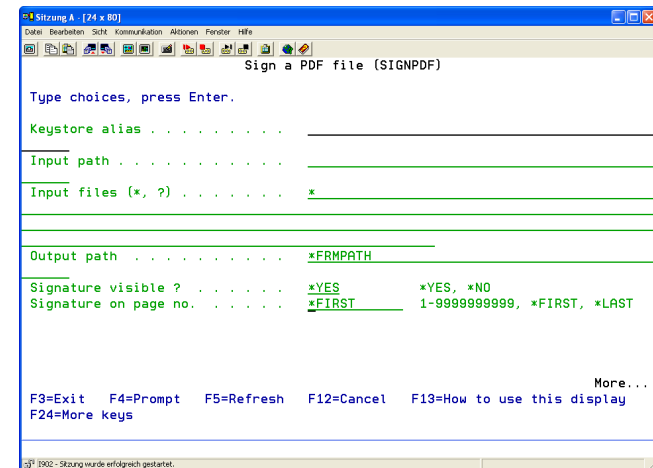 Sitzung A - [24 x 80]
Datei Bearbeiten Sicht Kommunikation Aktionen Fenster Hilfe
Sign a PDF file (SIGNPDF)
Type choices, press Enter.
Keystore alias . . . . . . . . .
Input path . . . . . . . . . . .
Input files (*, ?) . . . . . . . *
Output path . . . . . . . . . . *FRMPATH
Signature visible ? . . . . . . *YES *YES, *NO
Signature on page no. . . . . . *FIRST 1-9999999999, *FIRST, *LAST
More...
F3=Exit F4=Prompt F5=Refresh F12=Cancel F13=How to use this display
F24=More keys
I902 - Sitzung wurde erfolgreich gestartet.